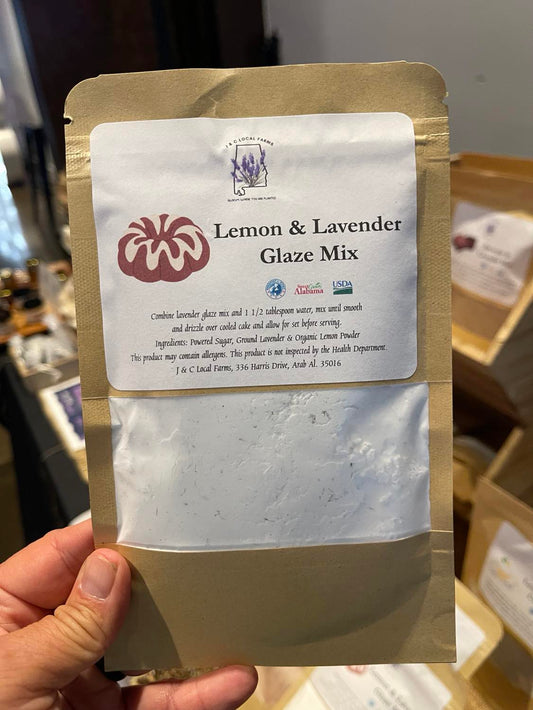 J & C LOCAL FARMS
Lemon & Lavender
Glaze Mix
Sweet Grown
Alabama
USDA
Combine lavender glaze mix and 1 1/2 tablespoon water, mix until smooth
and drizzle over cooled cake and allow for set before serving.
Ingredients: Powered Sugar, Ground Lavender & Organic Lemon Powder
This product may contain allergens. This product is not inspected by the Health Department.
J & C Local Farms, 336 Harris Drive, Arab Al. 35016
Lemon &